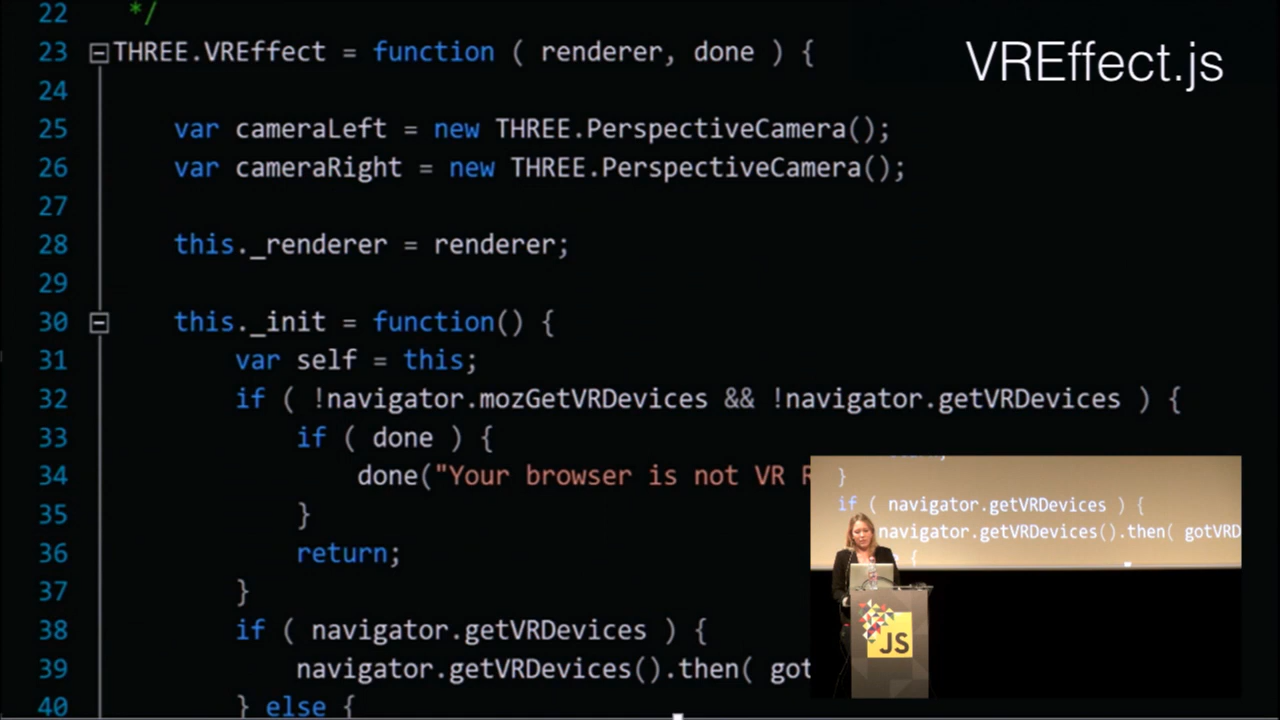 VREffect.js
22 */
23 THREE.VREffect = function ( renderer, done ) {
24
25 var cameraLeft = new THREE.PerspectiveCamera();
26 var cameraRight = new THREE.PerspectiveCamera();
27
28 this._renderer = renderer;
29
30 this._init = function() {
31 var self = this;
32 if ( !navigator.mozGetVRDevices && !navigator.getVRDevices ) {
33 if ( done ) {
34 done("Your browser is not VR R
35 }
36 return;
37 }
38 if ( navigator.getVRDevices ) {
39 navigator.getVRDevices().then( got
40 } else {
}
if ( navigator.getVRDevices ) {
navigator.getVRDevices().then( gotVRD
{
JS